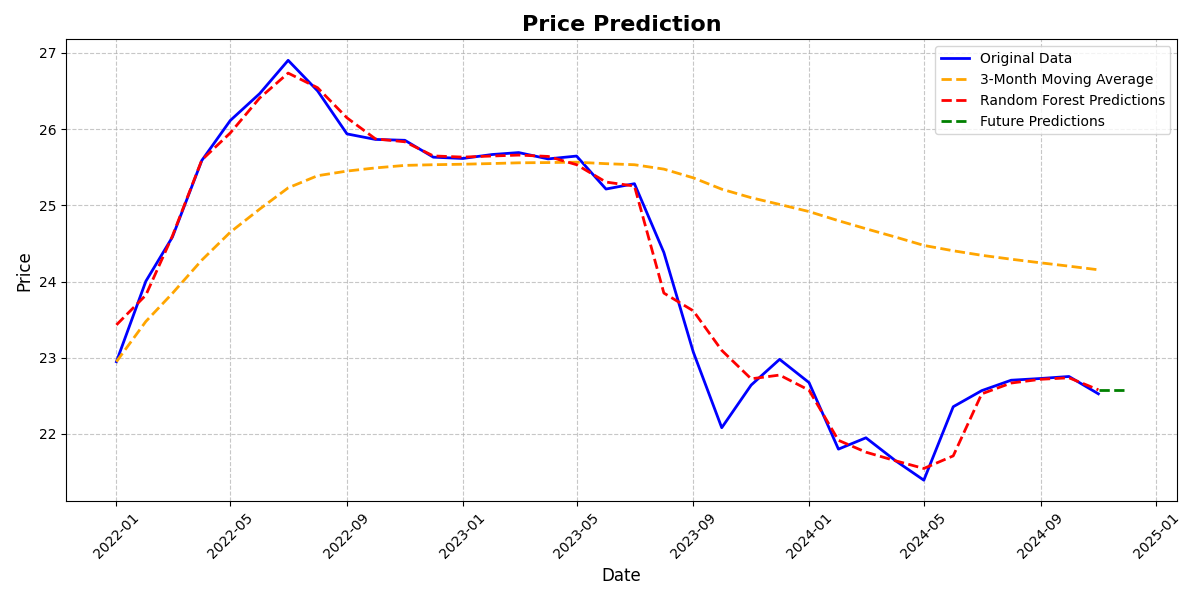 Price Prediction
Original Data
3-Month Moving Average
Random Forest Predictions
Future Predictions
Price
27
26
25
24
23
22
2022-01
2022-05
2022-09
2023-01
2023-05
2023-09
2024-01
2024-05
2024-09
2025-01
Date